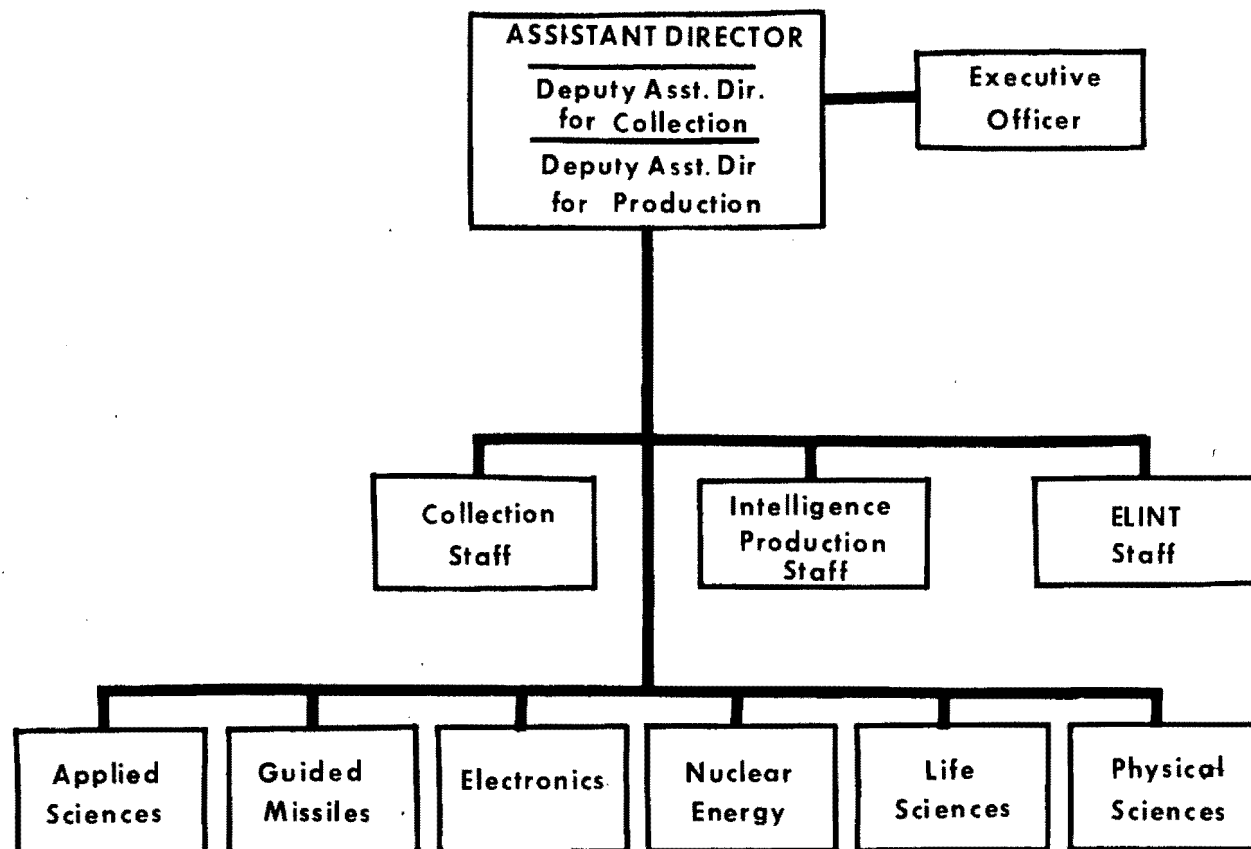 ASSISTANT DIRECTOR
Deputy Asst. Dir.
for Collection
Deputy Asst. Dir
for Production
Executive
Officer
Collection
Staff
Intelligence
Production
Staff
ELINT
Staff
Applied
Sciences
Guided
Missiles
Electronics
Nuclear
Energy
Life
Sciences
Physical
Sciences